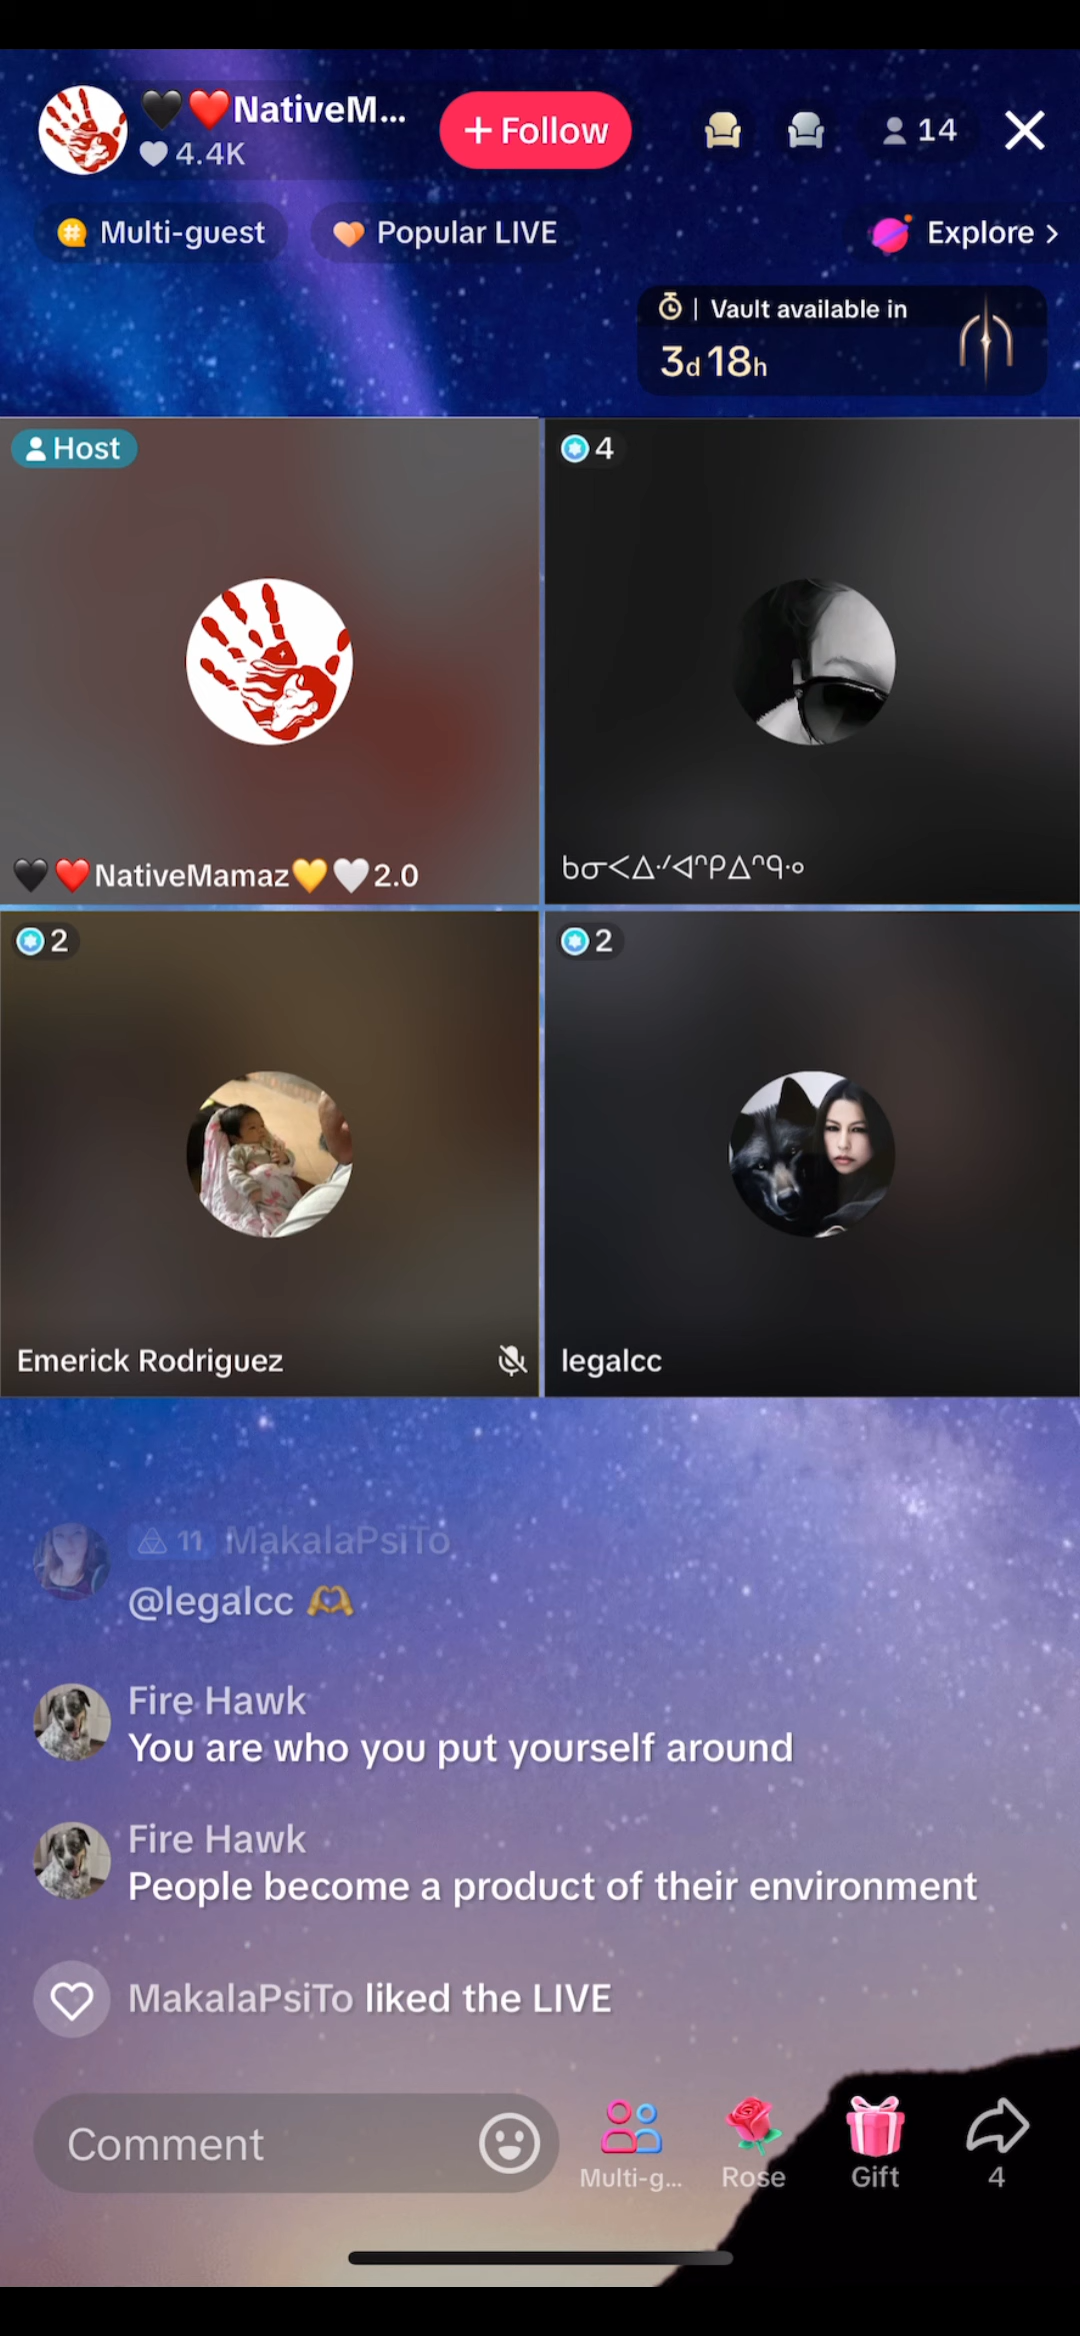 🖤❤️NativeM...
4.4K
+ Follow
14
Multi-guest
Popular LIVE
Explore >
Vault available in
3d 18h
Host
4
🖤❤️NativeMamaz💛🤍2.0
ᑲᓂᐸᐏᐟᐊᐢᑭᐃᐢᑫᐧᐤ
2
2
Emerick Rodriguez
legalcc
11 MakalaPsiTo
@legalcc 🫶
Fire Hawk
You are who you put yourself around
Fire Hawk
People become a product of their environment
MakalaPsiTo liked the LIVE
Comment
Multi-g...
Rose
Gift
4